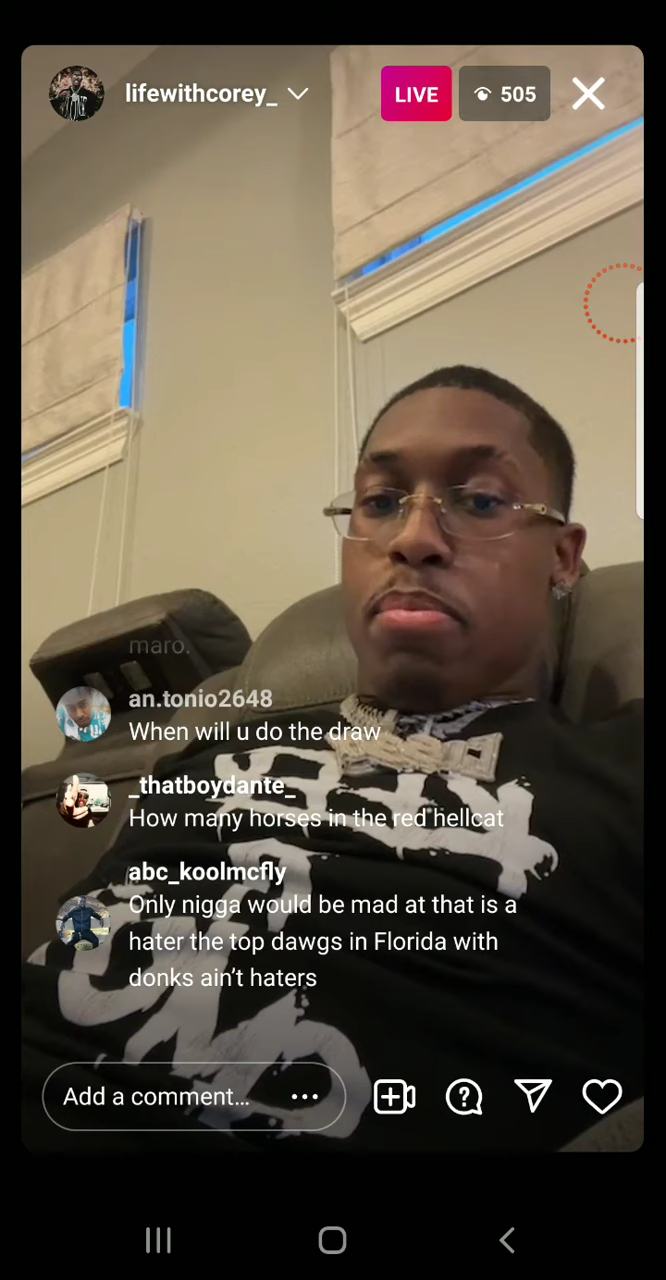 lifewithcorey_
LIVE
505
maro.
an.tonio2648
When will u do the draw
_thatboydante_
How many horses in the red hellcat
abc_koolmcfly
Only nigga would be mad at that is a
hater the top dawgs in Florida with
donks ain't haters
Add a comment...